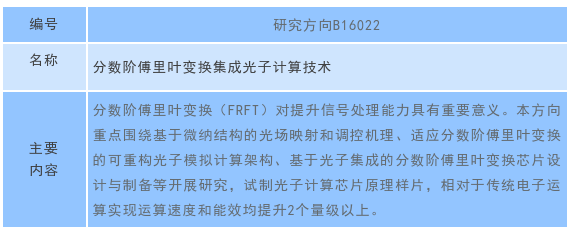 编号
研究方向B16022
名称
分数阶傅里叶变换集成光子计算技术
主要
内容
分数阶傅里叶变换（FRFT）对提升信号处理能力具有重要意义。本方向
重点围绕基于微纳结构的光场映射和调控机理、适应分数阶傅里叶变换
的可重构光子模拟计算架构、基于光子集成的分数阶傅里叶变换芯片设
计与制备等开展研究，试制光子计算芯片原理样片，相对于传统电子运
算实现运算速度和能效均提升2个量级以上。